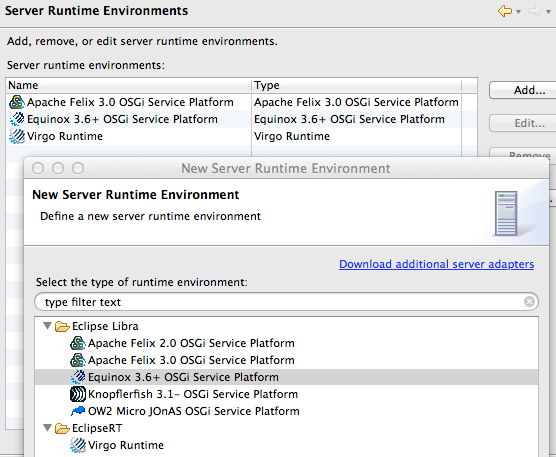 Server Runtime Environments
Add, remove, or edit server runtime environments.
Server runtime environments:
Name Type
Apache Felix 3.0 OSGi Service Platform Apache Felix 3.0 OSGi Service Platform
Equinox 3.6+ OSGi Service Platform Equinox 3.6+ OSGi Service Platform
Virgo Runtime Virgo Runtime
Add...
Edit...
Remove
New Server Runtime Environment
New Server Runtime Environment
Define a new server runtime environment
Download additional server adapters
Select the type of runtime environment:
type filter text
Eclipse Libra
Apache Felix 2.0 OSGi Service Platform
Apache Felix 3.0 OSGi Service Platform
Equinox 3.6+ OSGi Service Platform
Knopflerfish 3.1- OSGi Service Platform
OW2 Micro JOnAS OSGi Service Platform
EclipseRT
Virgo Runtime